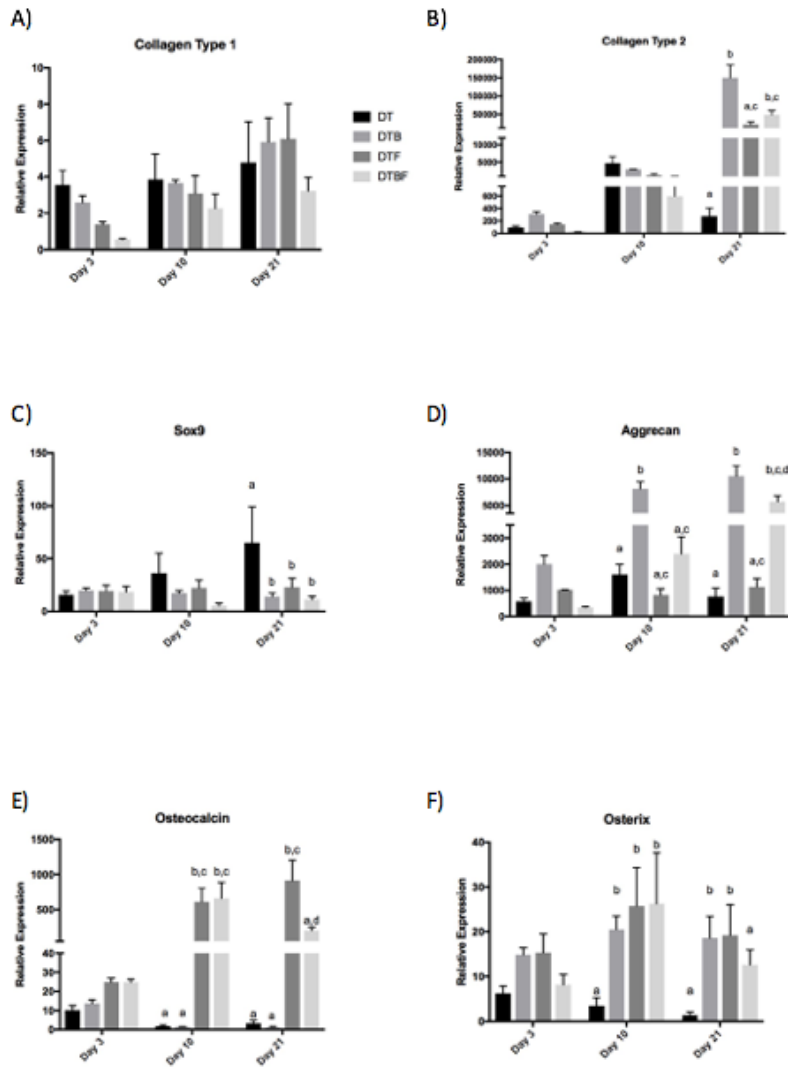 A)
Collagen Type 1
Relative Expression
10
8
6
4
2
0
Day 3
Day 10
Day 21
DT
DTB
DTF
DTBF
B)
Collagen Type 2
Relative Expression
200000
150000
100000
50000
5000
600
400
200
0
b
a,c
b,c
a
Day 3
Day 10
Day 21
C)
Sox9
Relative Expression
150
100
50
0
a
b
b
b
Day 3
Day 10
Day 21
D)
Aggrecan
Relative Expression
15000
10000
5000
3000
2000
1000
0
a
b
a,c
a,c
a
b
a,c
b,c,d
Day 3
Day 10
Day 21
E)
Osteocalcin
Relative Expression
1500
1000
500
40
30
20
10
0
a
a
b,c
b,c
a
a
b,c
a,d
Day 3
Day 10
Day 21
F)
Osterix
Relative Expression
40
30
20
10
0
a
b
b
b
a
b
b
a
Day 3
Day 10
Day 21